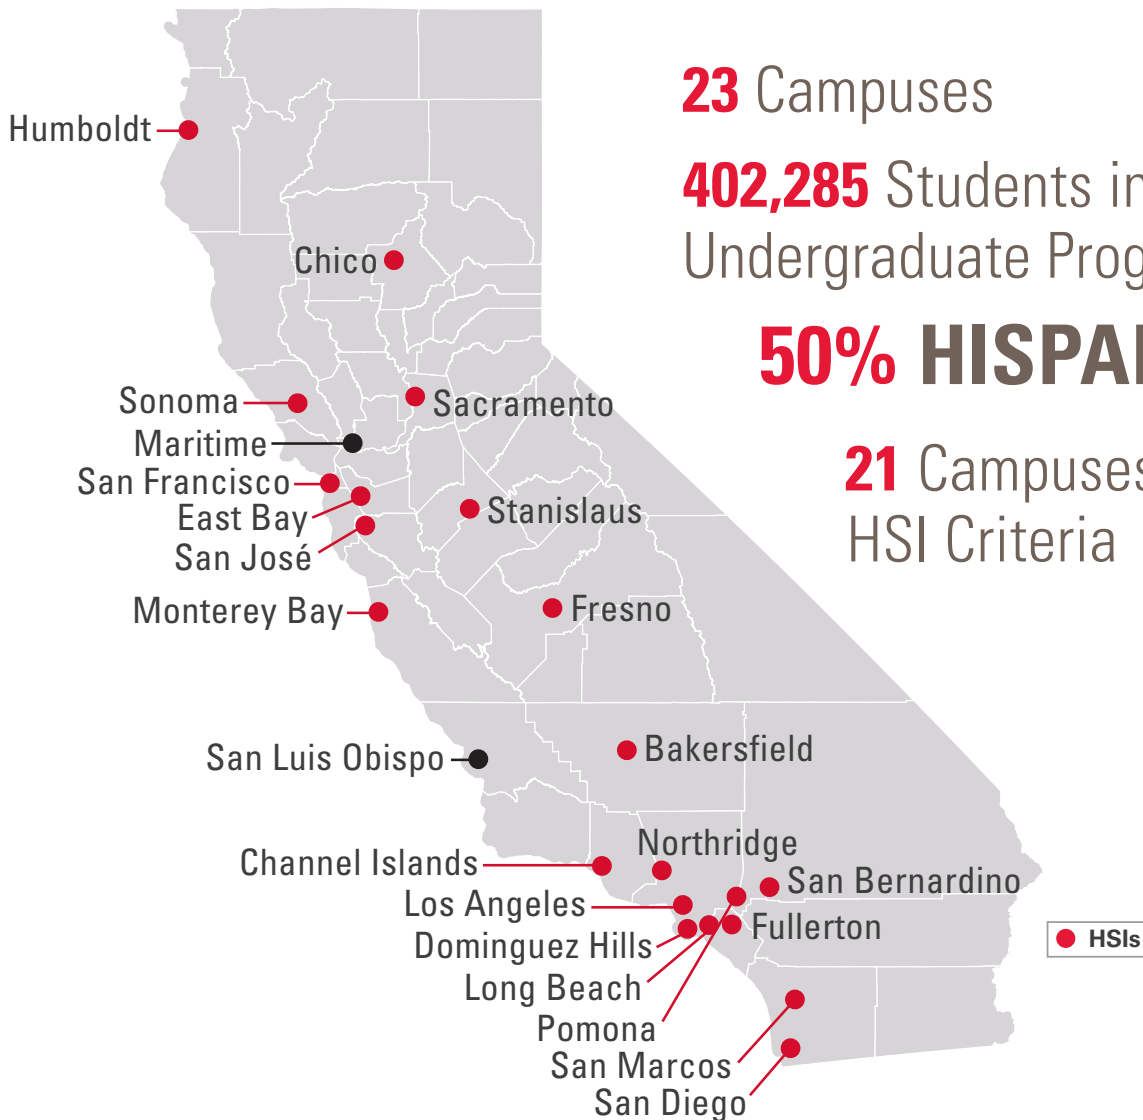 23 Campuses
402,285 Students in
Undergraduate
50%
21 Campuses
HSI Criteria
Humboldt
Chico
Sonoma
Sacramento
Maritime
San Francisco
East Bay
Stanislaus
San José
Monterey Bay
Fresno
San Luis Obispo
Bakersfield
Northridge
Channel Islands
San Bernardino
Los Angeles
Fullerton
Dominguez Hills
HSIs
Long Beach
Pomona
San Marcos
San Diego